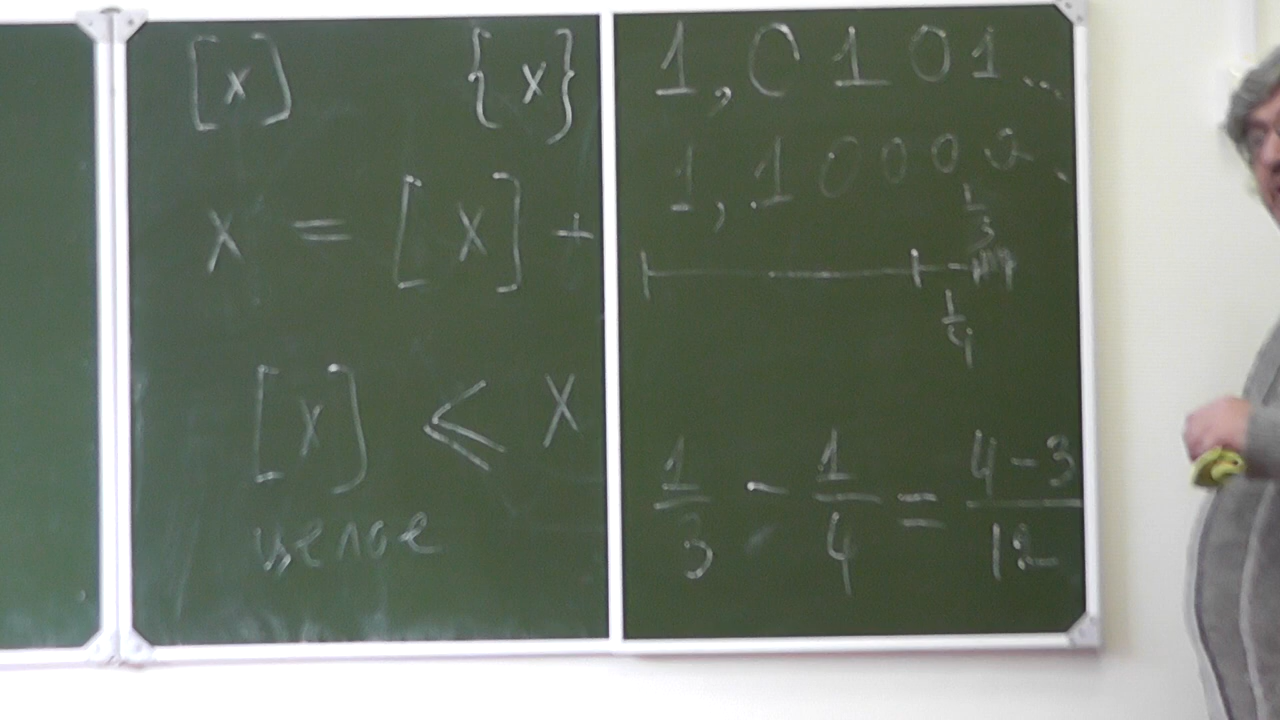 [x] {x}
x = [x] +
[x] ≤ x
целое
1,0101...
1,10000.
1/3
1/4
1/3 - 1/4 = 4-3/12